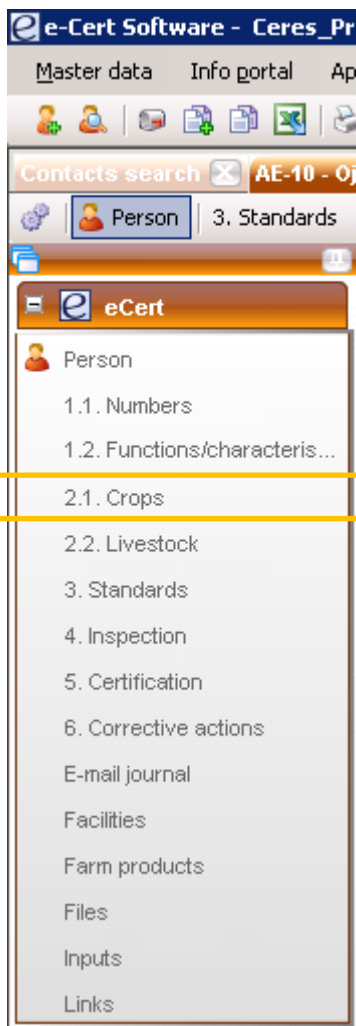 e-Cert Software - Ceres_Pr
Master data Info portal Ap
Contacts search AE-10 - Oj
Person 3. Standards
eCert
Person
1.1. Numbers
1.2. Functions/characteris...
2.1. Crops
2.2. Livestock
3. Standards
4. Inspection
5. Certification
6. Corrective actions
E-mail journal
Facilities
Farm products
Files
Inputs
Links